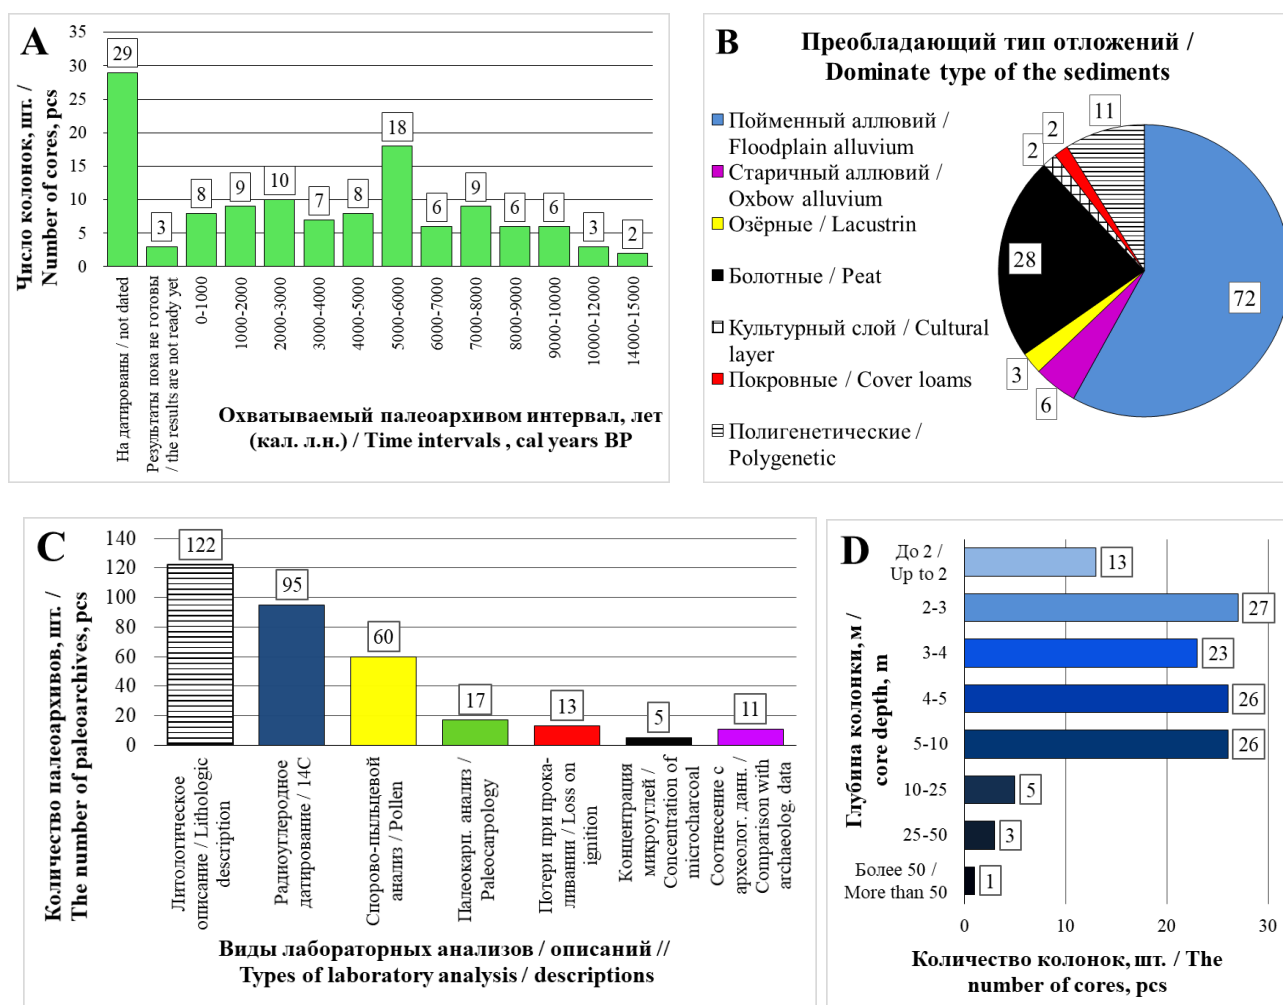 A
Число колонок, шт. /
Number of cores, pcs
35
30
25
20
15
10
5
0
29
3
8
9
10
7
8
18
6
9
6
6
3
2
На датированы / not dated
Результаты пока не готовы
/ the results are not ready yet
0-1000
1000-2000
2000-3000
3000-4000
4000-5000
5000-6000
6000-7000
7000-8000
8000-9000
9000-10000
10000-12000
14000-15000
Охватываемый палеоархивом интервал, лет
(кал. л.н.) / Time intervals , cal years BP
B
Преобладающий тип отложений /
Dominate type of the sediments
Пойменный аллювий /
Floodplain alluvium
Старичный аллювий /
Oxbow alluvium
Озёрные / Lacustrin
Болотные / Peat
Культурный слой / Cultural
layer
Покровные / Cover loams
Полигенетические /
Polygenetic
11
2
2
28
3
6
72
C
Количество палеоархивов, шт. /
The number of paleoarchives, pcs
140
120
100
80
60
40
20
0
122
95
60
17
13
5
11
Литологическое
описание / Lithologic
description
Радиоуглеродное
датирование / 14C
Спорово-пыльцевой
анализ / Pollen
Палеокарп. анализ /
Paleocarpology
Потери при прока-
ливании / Loss on
ignition
Концентрация
микроуглей /
Concentration of
microcharcoal
Соотнесение с
археолог. данн. /
Comparison with
archaeolog. data
Виды лабораторных анализов / описаний //
Types of laboratory analysis / descriptions
D
Глубина колонки, м /
core depth, m
До 2 /
Up to 2
2-3
3-4
4-5
5-10
10-25
25-50
Более 50 /
More than 50
13
27
23
26
26
5
3
1
0
10
20
30
Количество колонок, шт. / The
number of cores, pcs